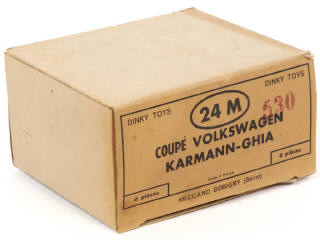 DINKY TOYS
24 M
DINKY TOYS
530
COUPÉ VOLKSWAGEN
KARMANN-GHIA
6 pièces
6 pièces
MECCANO BOBIGNY (Seine)